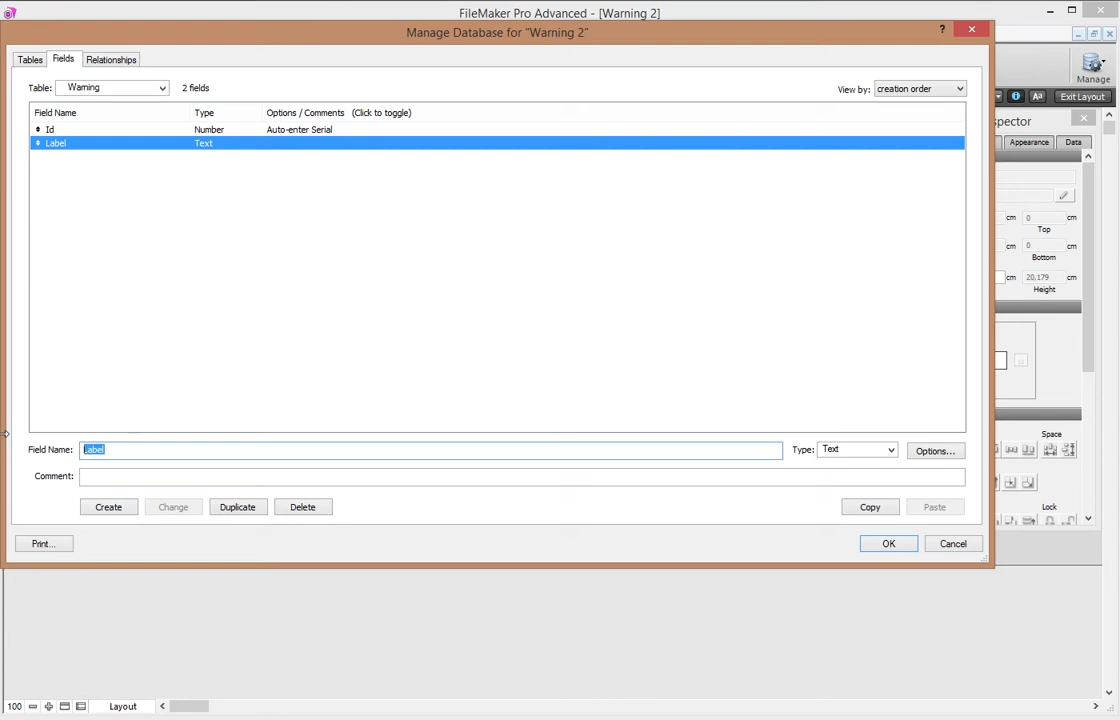 FileMaker Pro Advanced - [Warning 2]
Manage Database for “Warning 2”
?
Manage
Tables
Fields
Relationships
Table: Warning 2 fields
View by: creation order
Aa Exit Layout
Field Name Type Options / Comments (Click to toggle)
Id Number Auto-enter Serial
Label Text
spector
Appearance Data
cm 0 cm
Top
cm 0 cm
Bottom
cm 20,179 cm
Height
Space
Field Name: Label Type: Text Options...
Comment:
Create Change Duplicate Delete Copy Paste
Lock
Print... OK Cancel
100 Layout